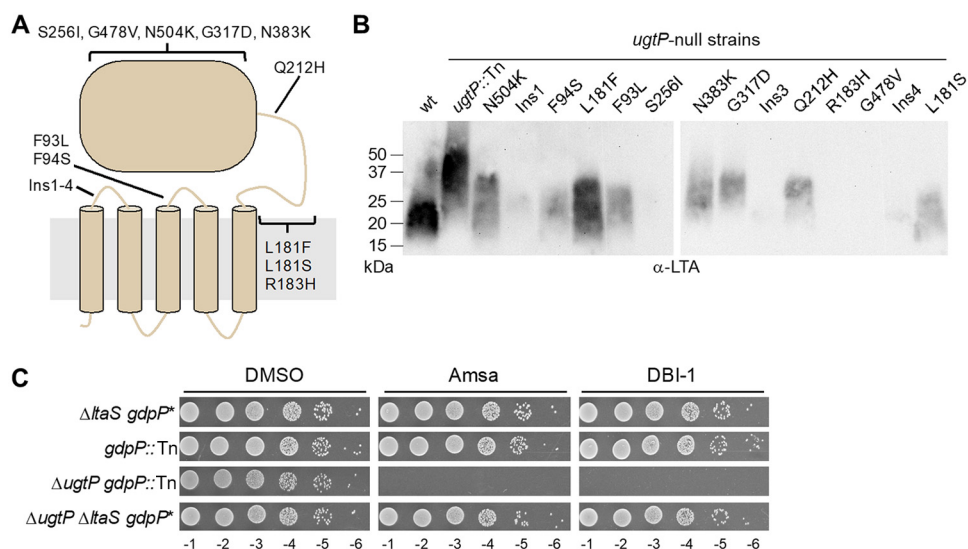 A
S256I, G478V, N504K, G317D, N383K
Q212H
F93L
F94S
Ins1-4
L181F
L181S
R183H
B
ugtP-null strains
wt
ugtP::Tn
N504K
Ins1
F94S
L181F
F93L
S256I
N383K
G317D
Ins3
Q212H
R183H
G478V
Ins4
L181S
50
37
25
20
15
kDa
α-LTA
C
DMSO Amsa DBI-1
ΔltaS gdpP*
gdpP::Tn
ΔugtP gdpP::Tn
ΔugtP ΔltaS gdpP*
-1 -2 -3 -4 -5 -6 -1 -2 -3 -4 -5 -6 -1 -2 -3 -4 -5 -6